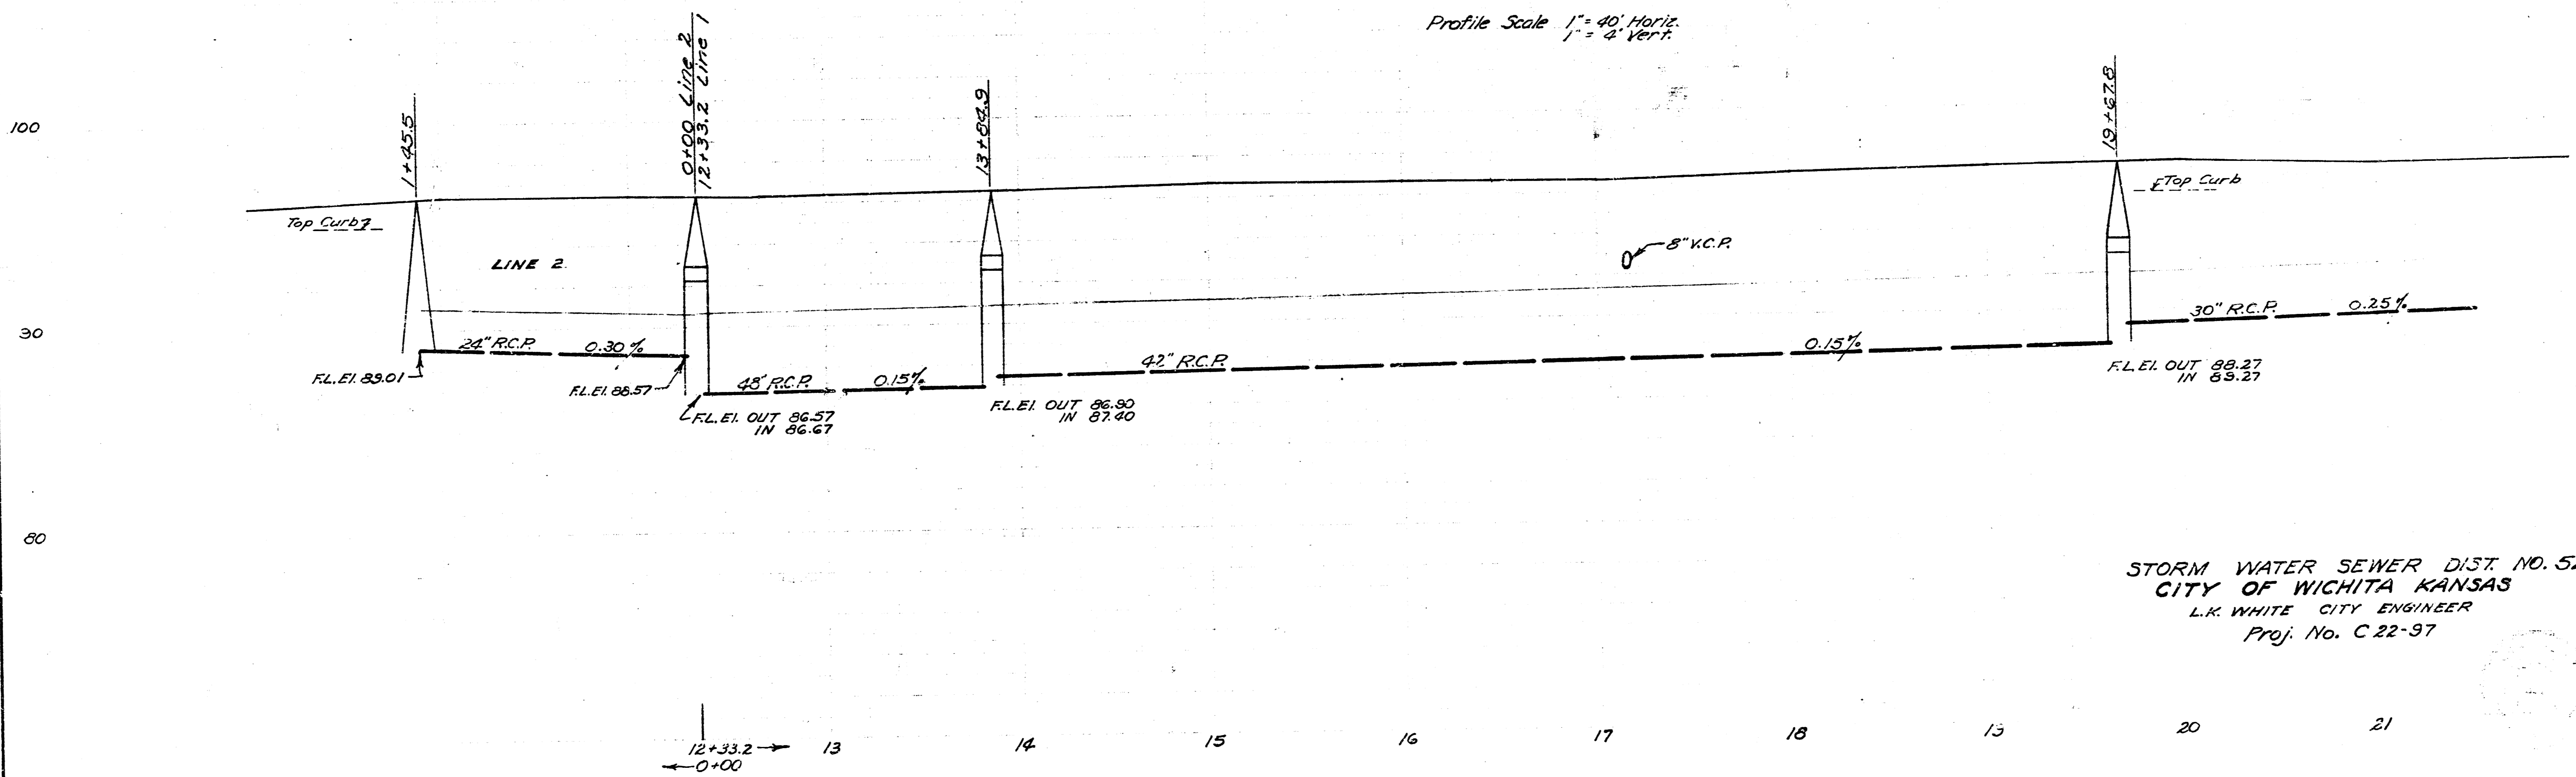 Profile Scale 1" = 40' Horiz.
1" = 4' Vert.
100
90
80
1+45.5
0+00 Line 2
12+33.2 Line 1
13+84.9
19+67.8
Top Curb
LINE 2
8" V.C.P.
Top Curb
24" R.C.P. 0.30%
F.L. El. 89.01
F.L. El. 88.57
48" R.C.P. 0.15%
F.L. El. OUT 86.57
IN 86.67
F.L. El. OUT 86.90
IN 87.40
42" R.C.P. 0.15%
F.L. El. OUT 88.27
IN 89.27
30" R.C.P. 0.25%
STORM WATER SEWER DIST. NO. 52
CITY OF WICHITA KANSAS
L.K. WHITE CITY ENGINEER
Proj. No. C 22-97
12+33.2 → 13 14 15 16 17 18 19 20 21
← 0+00